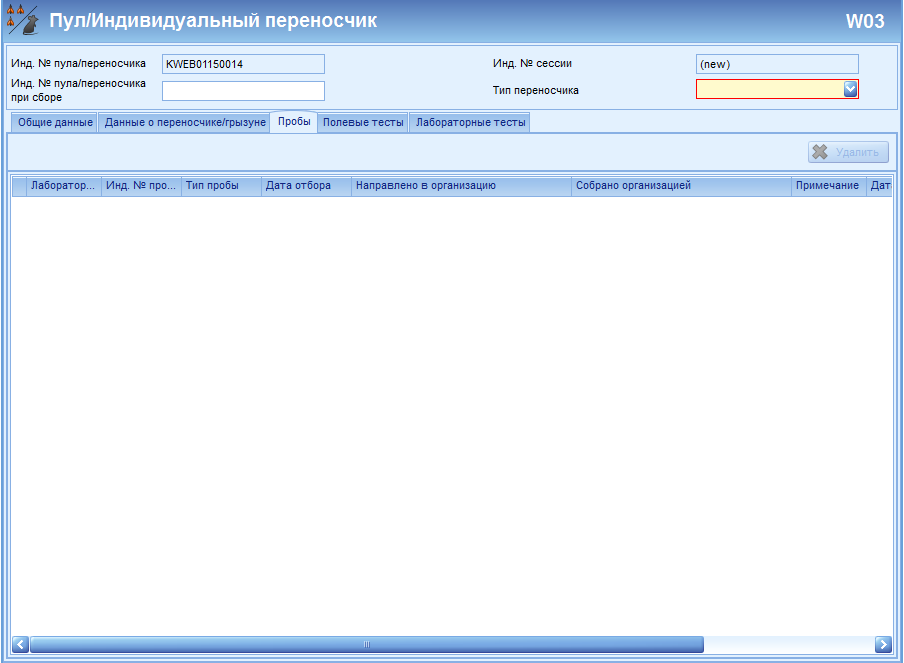 Пул/Индивидуальный переносчик
W03
Инд. № пула/переносчика
KWEB01150014
Инд. № сессии
(new)
Инд. № пула/переносчика
при сборе
Тип переносчика
Общие данные
Данные о переносчике/грызуне
Пробы
Полевые тесты
Лабораторные тесты
Удалить
Лаборатор...
Инд. № про...
Тип пробы
Дата отбора
Направлено в организацию
Собрано организацией
Примечание
Дат